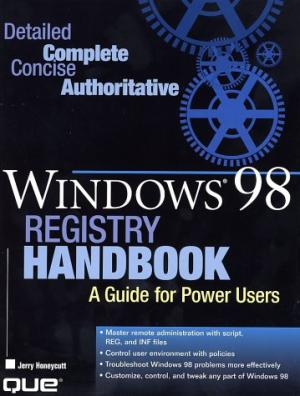 Detailed
Complete
Concise
Authoritative
WINDOWS® 98
REGISTRY
HANDBOOK
A Guide for Power Users
• Master remote administration with script,
REG, and INF files
• Control user environment with policies
• Troubleshoot Windows 98 problems more effectively
• Customize, control, and tweak any part of Windows 98
Jerry Honeycutt
QUE®